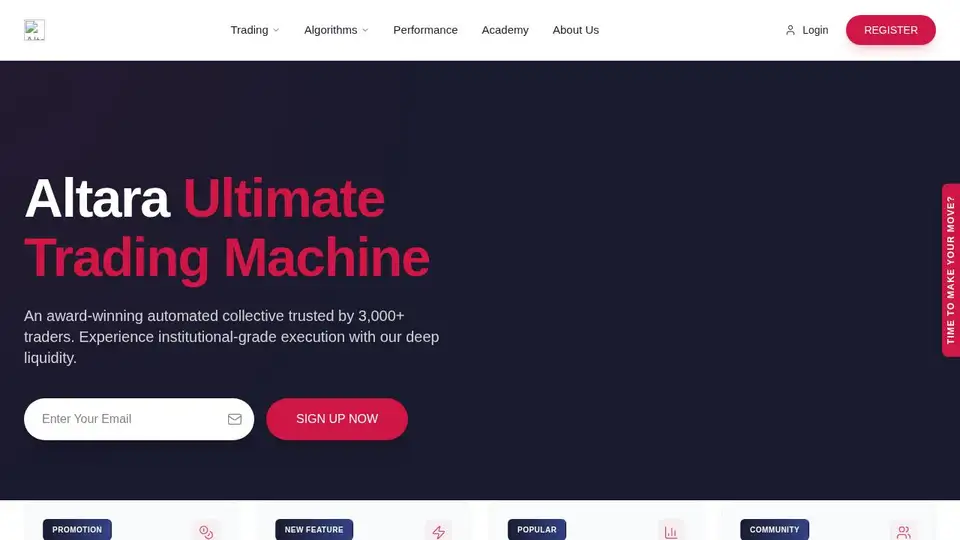 Trading
Algorithms
Performance
Academy
About Us
Login
REGISTER
Altara Ultimate
Trading Machine
An award-winning automated collective trusted by 3,000+
traders. Experience institutional-grade execution with our deep
liquidity.
Enter Your Email
SIGN UP NOW
TIME TO MAKE YOUR MOVE?
PROMOTION
NEW FEATURE
POPULAR
COMMUNITY